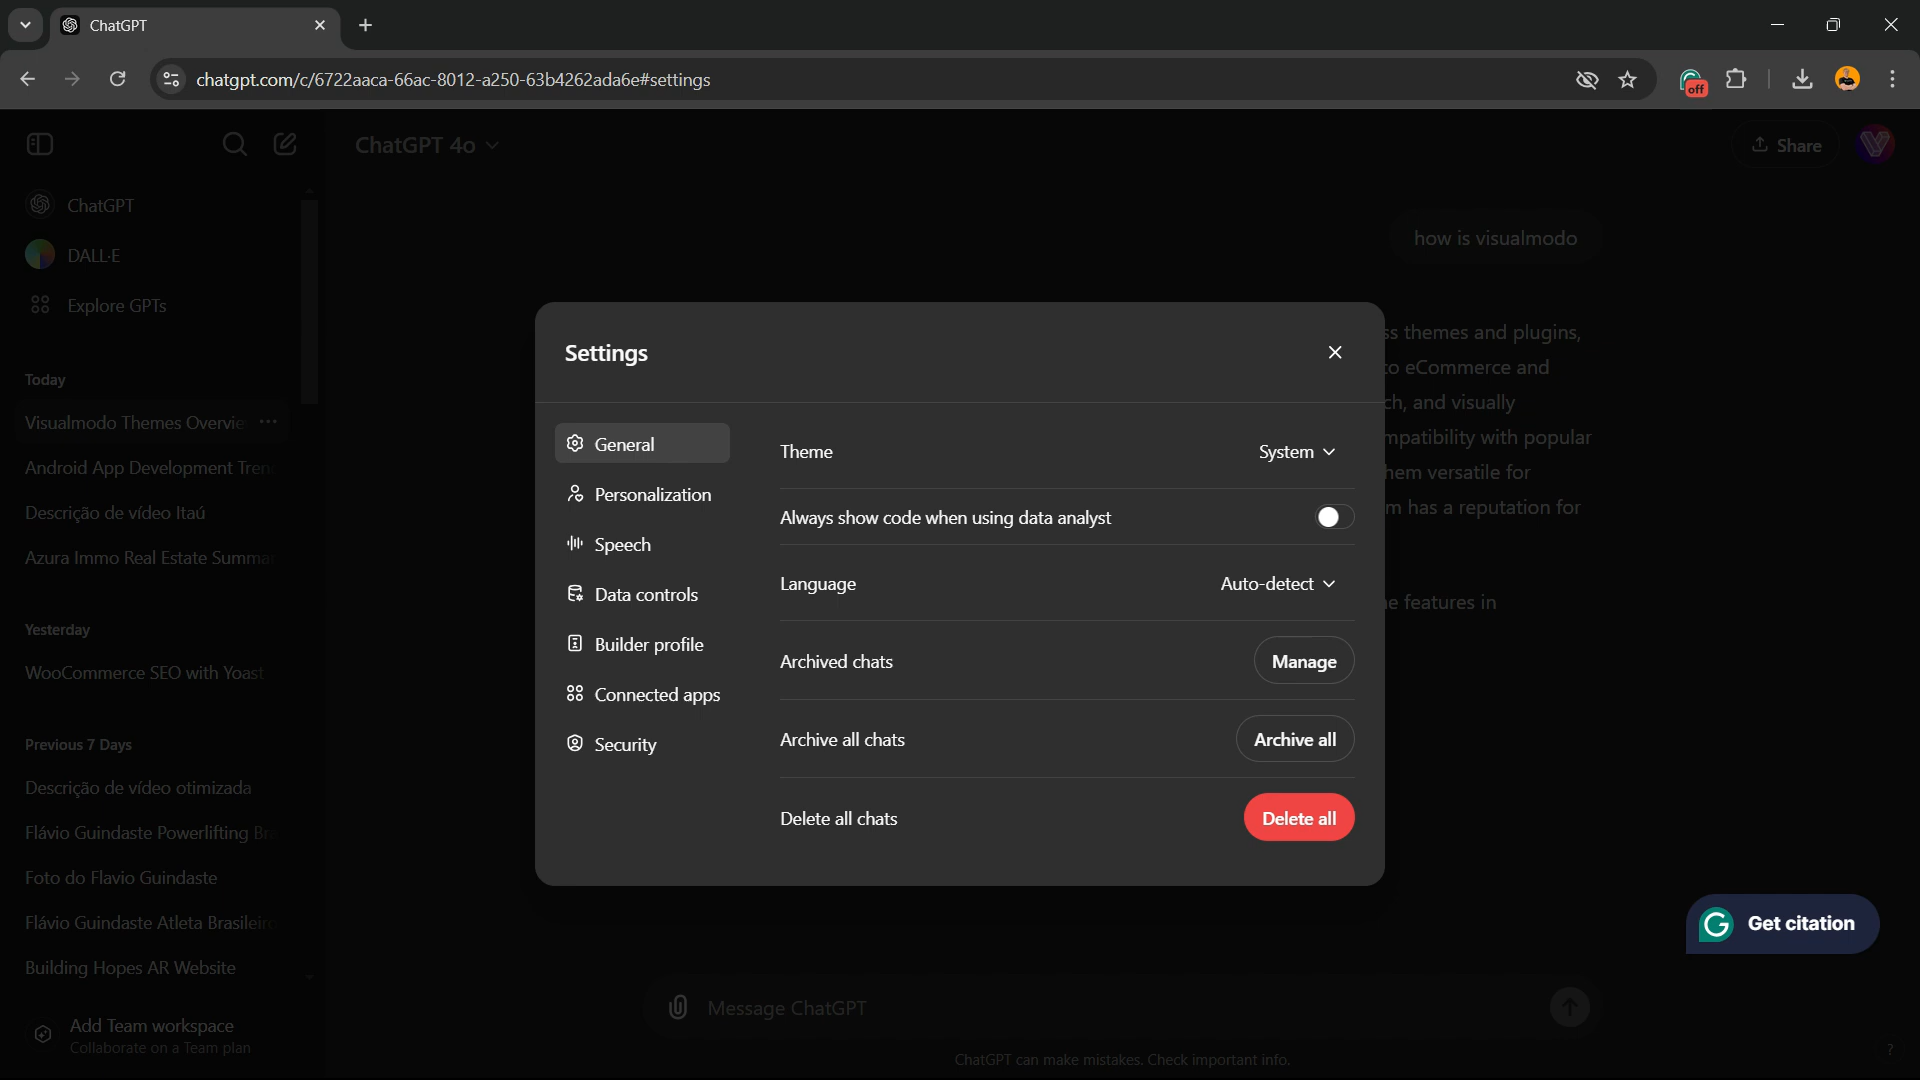 ChatGPT
chatgpt.com/c/6722aaca-66ac-8012-a250-63b4262ada6e#settings
off
ChatGPT 4o
Share
ChatGPT
DALL·E
Explore GPTs
Today
Visualmodo Themes Overvie
Android App Development Tren
Descrição de vídeo Itaú
Azura Immo Real Estate Summar
Yesterday
WooCommerce SEO with Yoast
Previous 7 Days
Descrição de vídeo otimizada
Flávio Guindaste Powerlifting Bra
Foto do Flavio Guindaste
Flávio Guindaste Atleta Brasileiro
Building Hopes AR Website
Add Team workspace
Collaborate on a Team plan
how is visualmodo
ss themes and plugins,
to eCommerce and
ch, and visually
mpatibility with popular
hem versatile for
m has a reputation for
e features in
Settings
General
Personalization
Speech
Data controls
Builder profile
Connected apps
Security
Theme
System
Always show code when using data analyst
Language
Auto-detect
Archived chats
Manage
Archive all chats
Archive all
Delete all chats
Delete all
Get citation
Message ChatGPT
ChatGPT can make mistakes. Check important info.
?